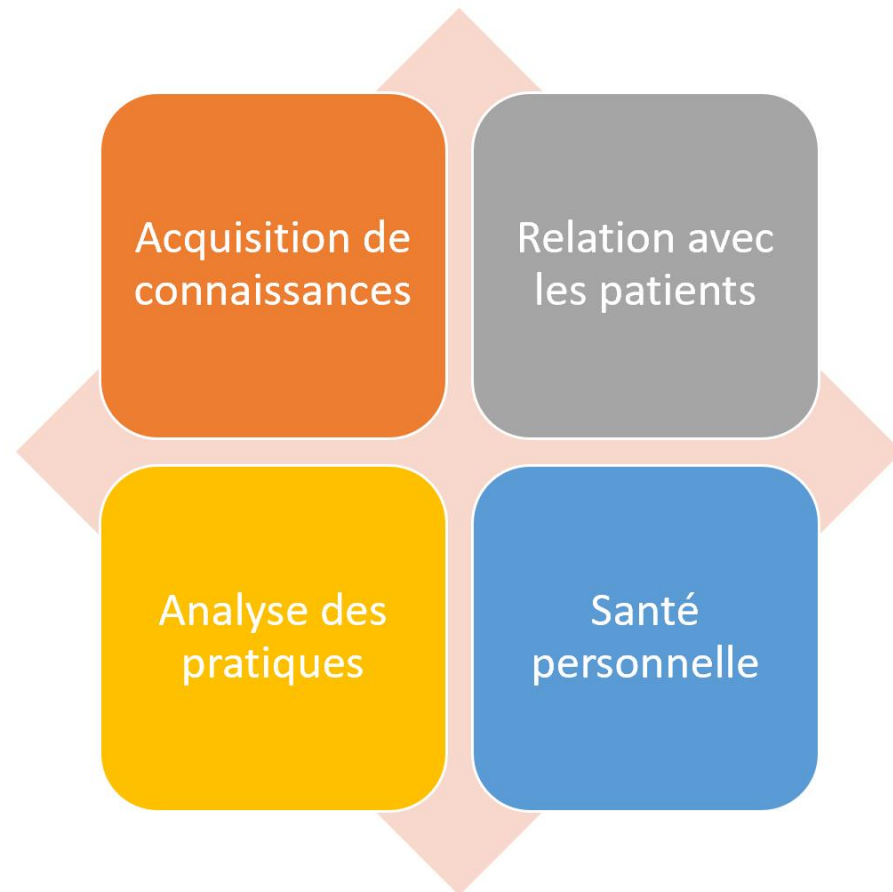 Acquisition de
connaissances
Relation avec
les patients
Analyse des
pratiques
Santé
personnelle